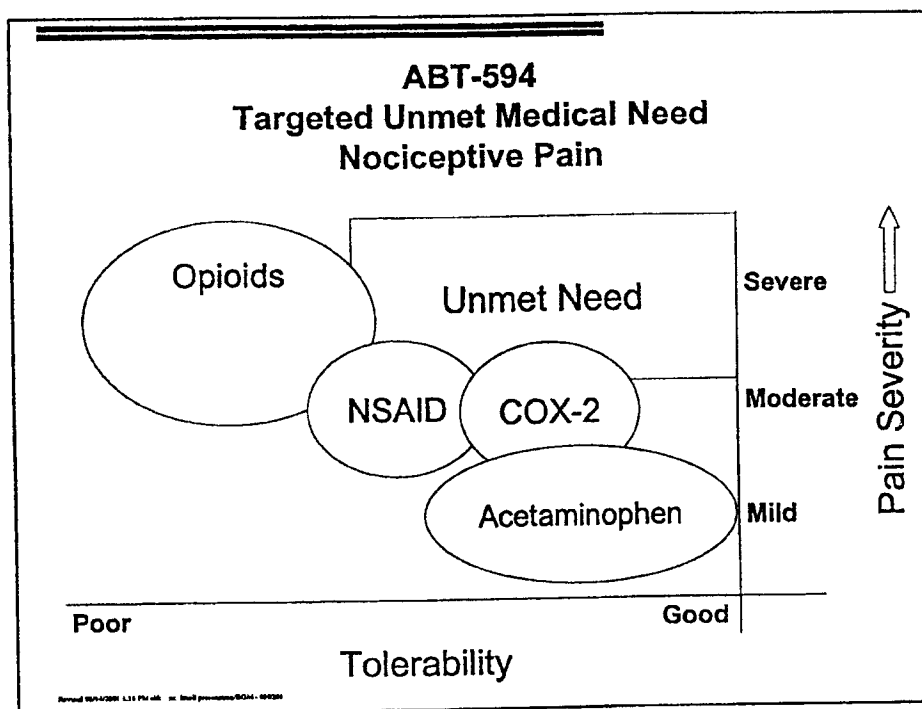 ABT-594
Targeted Unmet Medical Need
Nociceptive Pain
Opioids
Unmet Need
Severe
NSAID
COX-2
Moderate
Acetaminophen
Mild
Pain Severity
Poor
Good
Tolerability
Revised